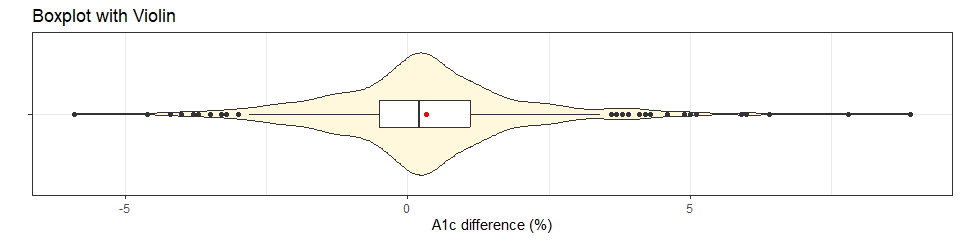 Boxplot with Violin
-5 0 5
A1c difference (%)